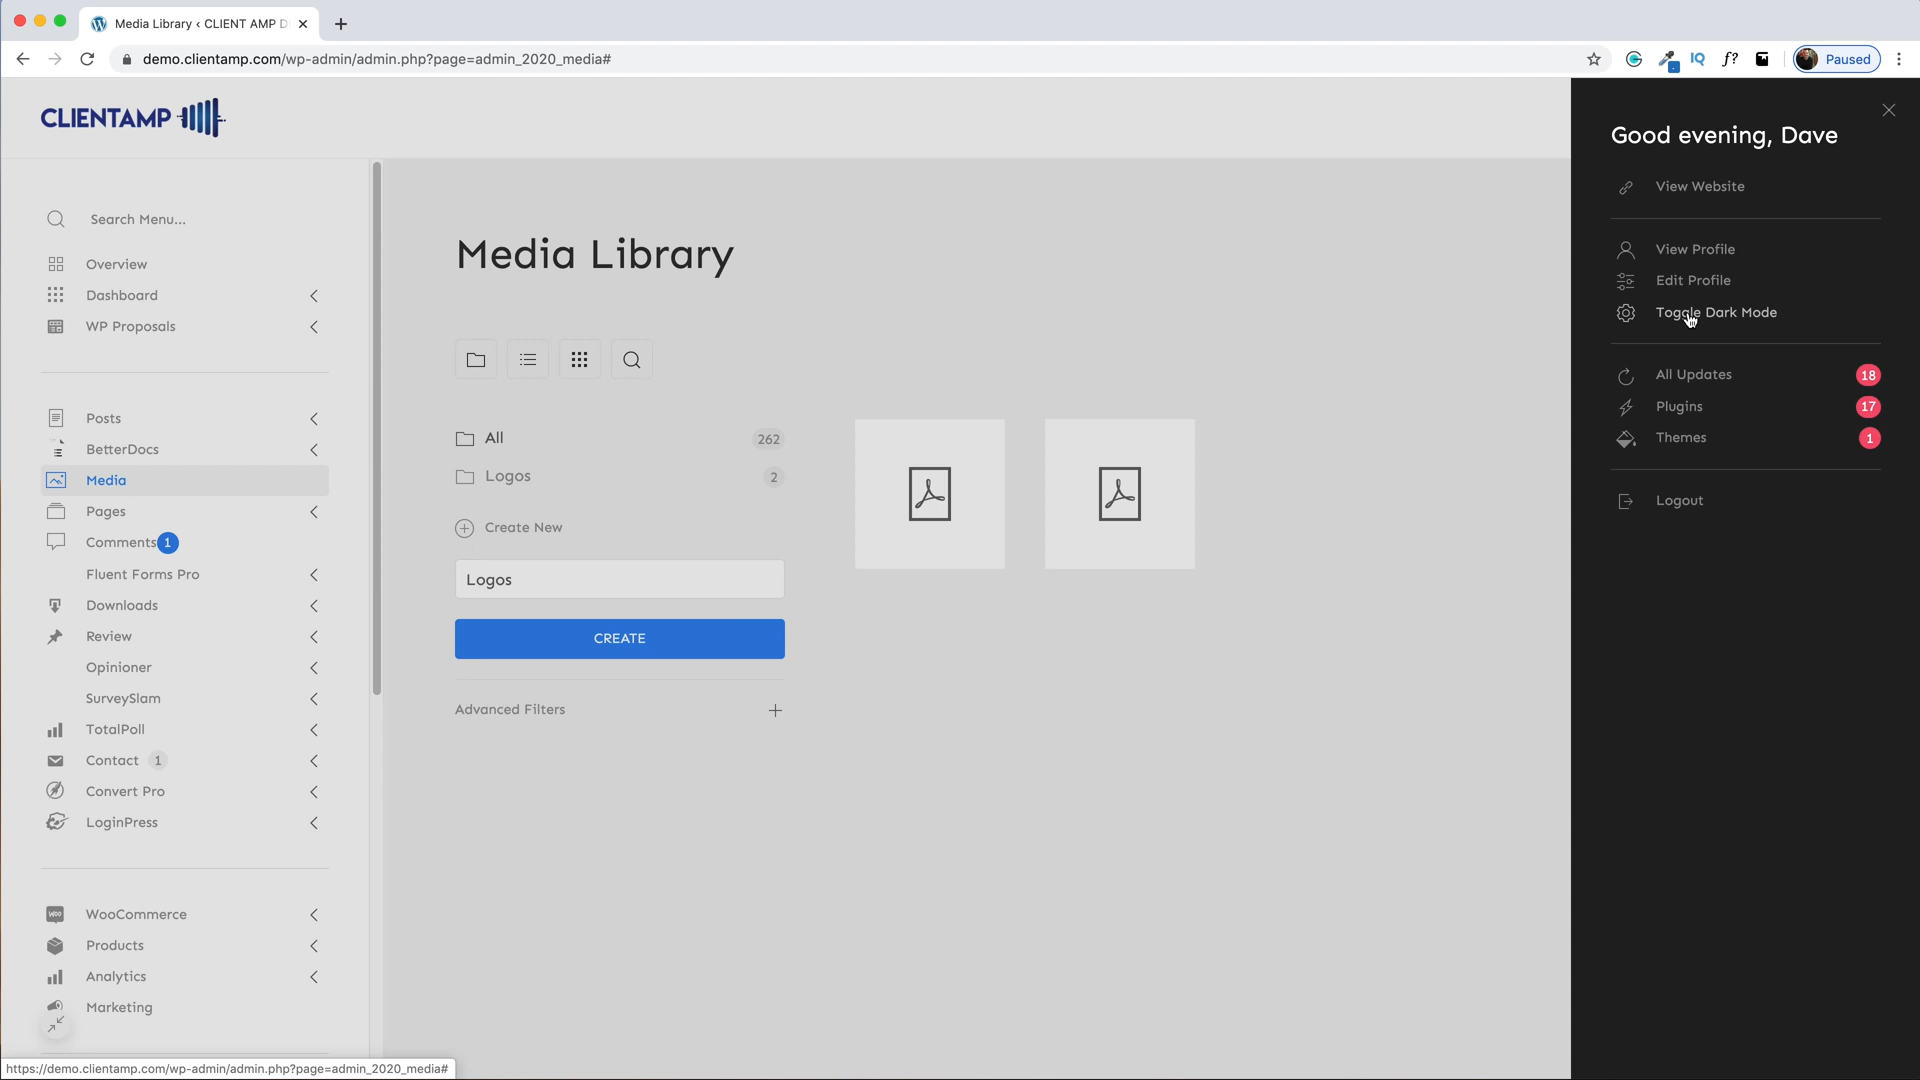 Media Library ‹ CLIENT AMP D
demo.clientamp.com/wp-admin/admin.php?page=admin_2020_media#
IQ
f?
Paused
CLIENTAMP
Good evening, Dave
View Website
View Profile
Edit Profile
Toggle Dark Mode
All Updates 18
Plugins 17
Themes 1
Logout
Search Menu...
Overview
Dashboard
WP Proposals
Posts
BetterDocs
Media
Pages
Comments 1
Fluent Forms Pro
Downloads
Review
Opinioner
SurveySlam
TotalPoll
Contact 1
Convert Pro
LoginPress
WOO WooCommerce
Products
Analytics
Marketing
Media Library
All 262
Logos 2
Create New
Logos
CREATE
Advanced Filters
https://demo.clientamp.com/wp-admin/admin.php?page=admin_2020_media#